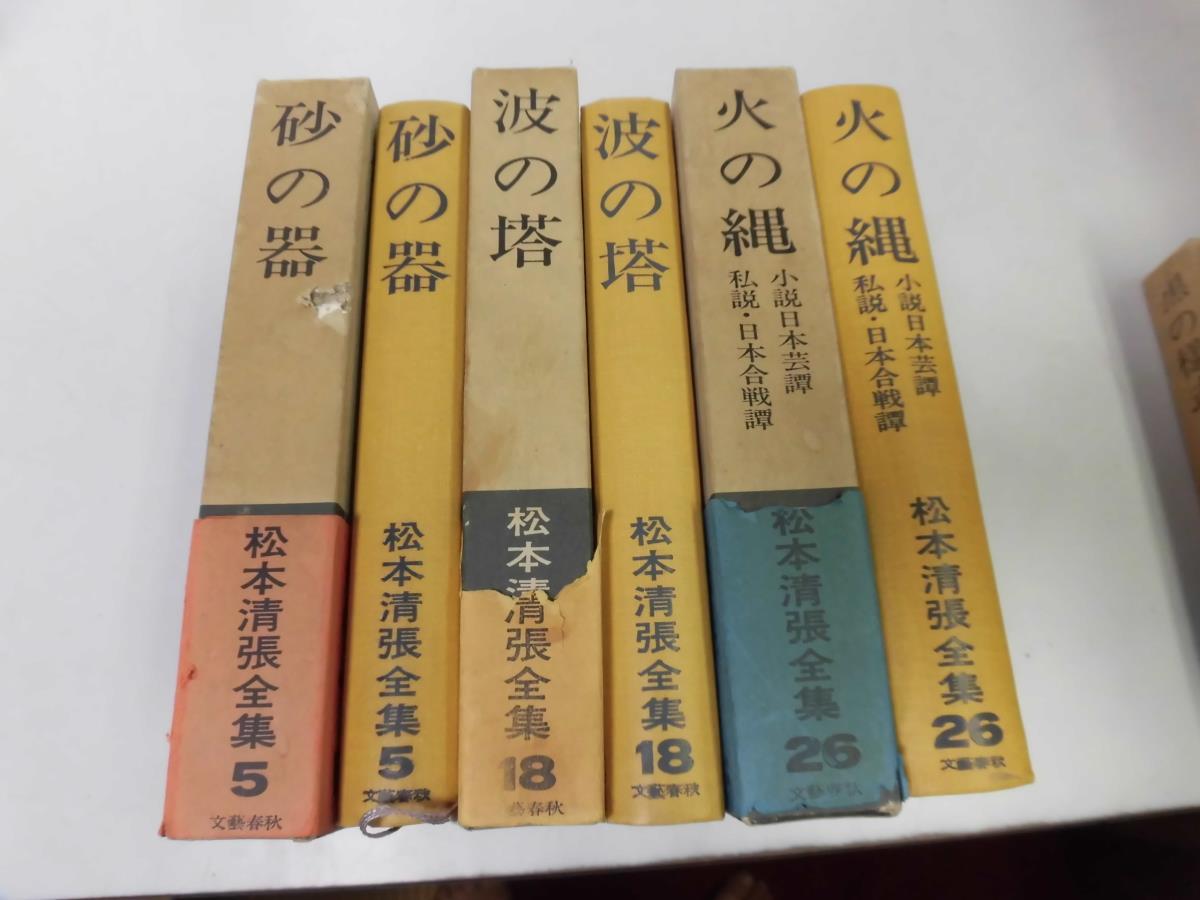 砂の器
松本清張全集
5
文藝春秋
砂の器
松本清張全集
5
文藝春秋
波の塔
松本清
清張全集
18
藝春秋
波の塔
松本清張全集
18
文藝春秋
火の縄
小説日本芸譚
私説・日本合戦譚
松本清張全集
26
文藝春秋
火の縄
小説日本芸譚
私説・日本合戦譚
松本清張全集
26
文藝春秋